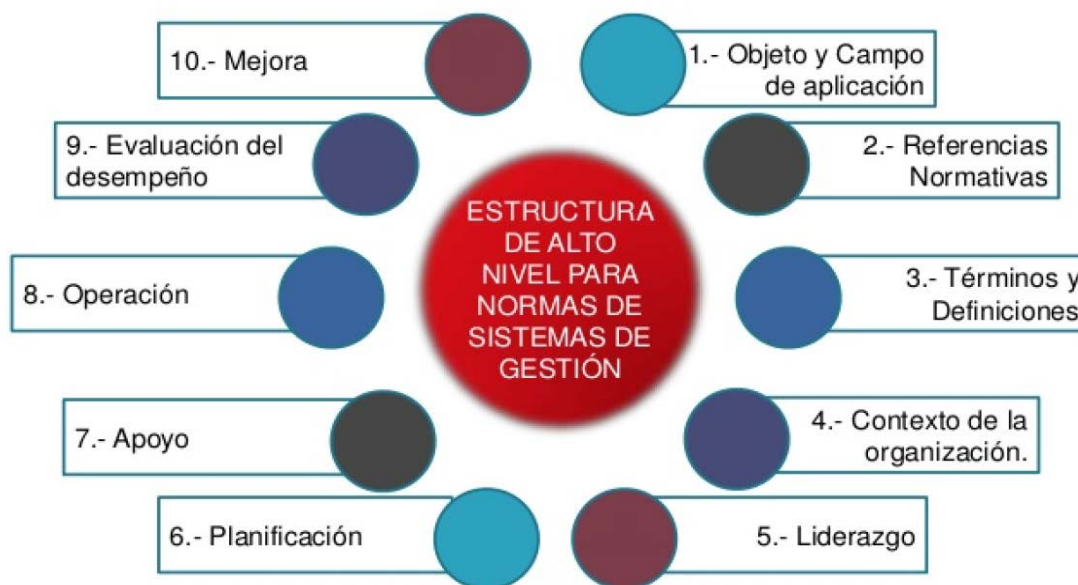 ESTRUCTURA
DE ALTO
NIVEL PARA
NORMAS DE
SISTEMAS DE
GESTIÓN
1.- Objeto y Campo
de aplicación
2.- Referencias
Normativas
3.- Términos y
Definiciones
4.- Contexto de la
organización.
5.- Liderazgo
6.- Planificación
7.- Apoyo
8.- Operación
9.- Evaluación del
desempeño
10.- Mejora